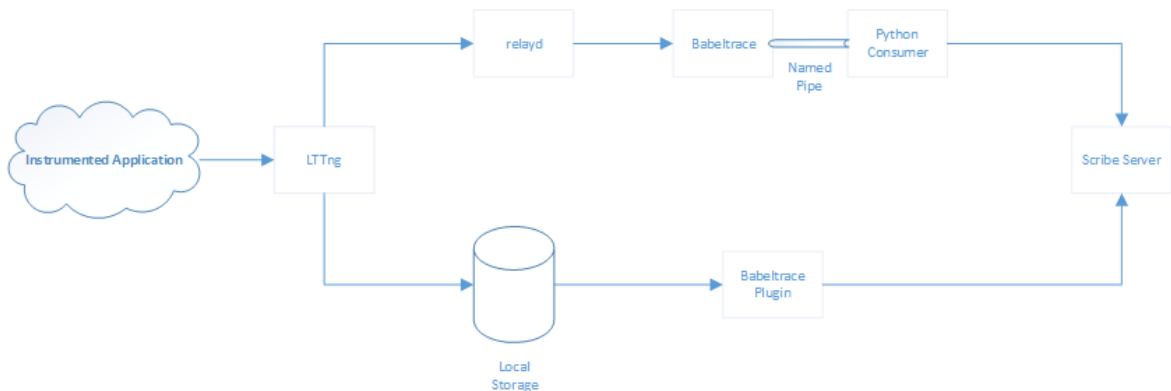 relayd
Babeltrace
Python
Consumer
Named
Pipe
Instrumented Application
LTTng
Scribe Server
Babeltrace
Plugin
Local
Storage